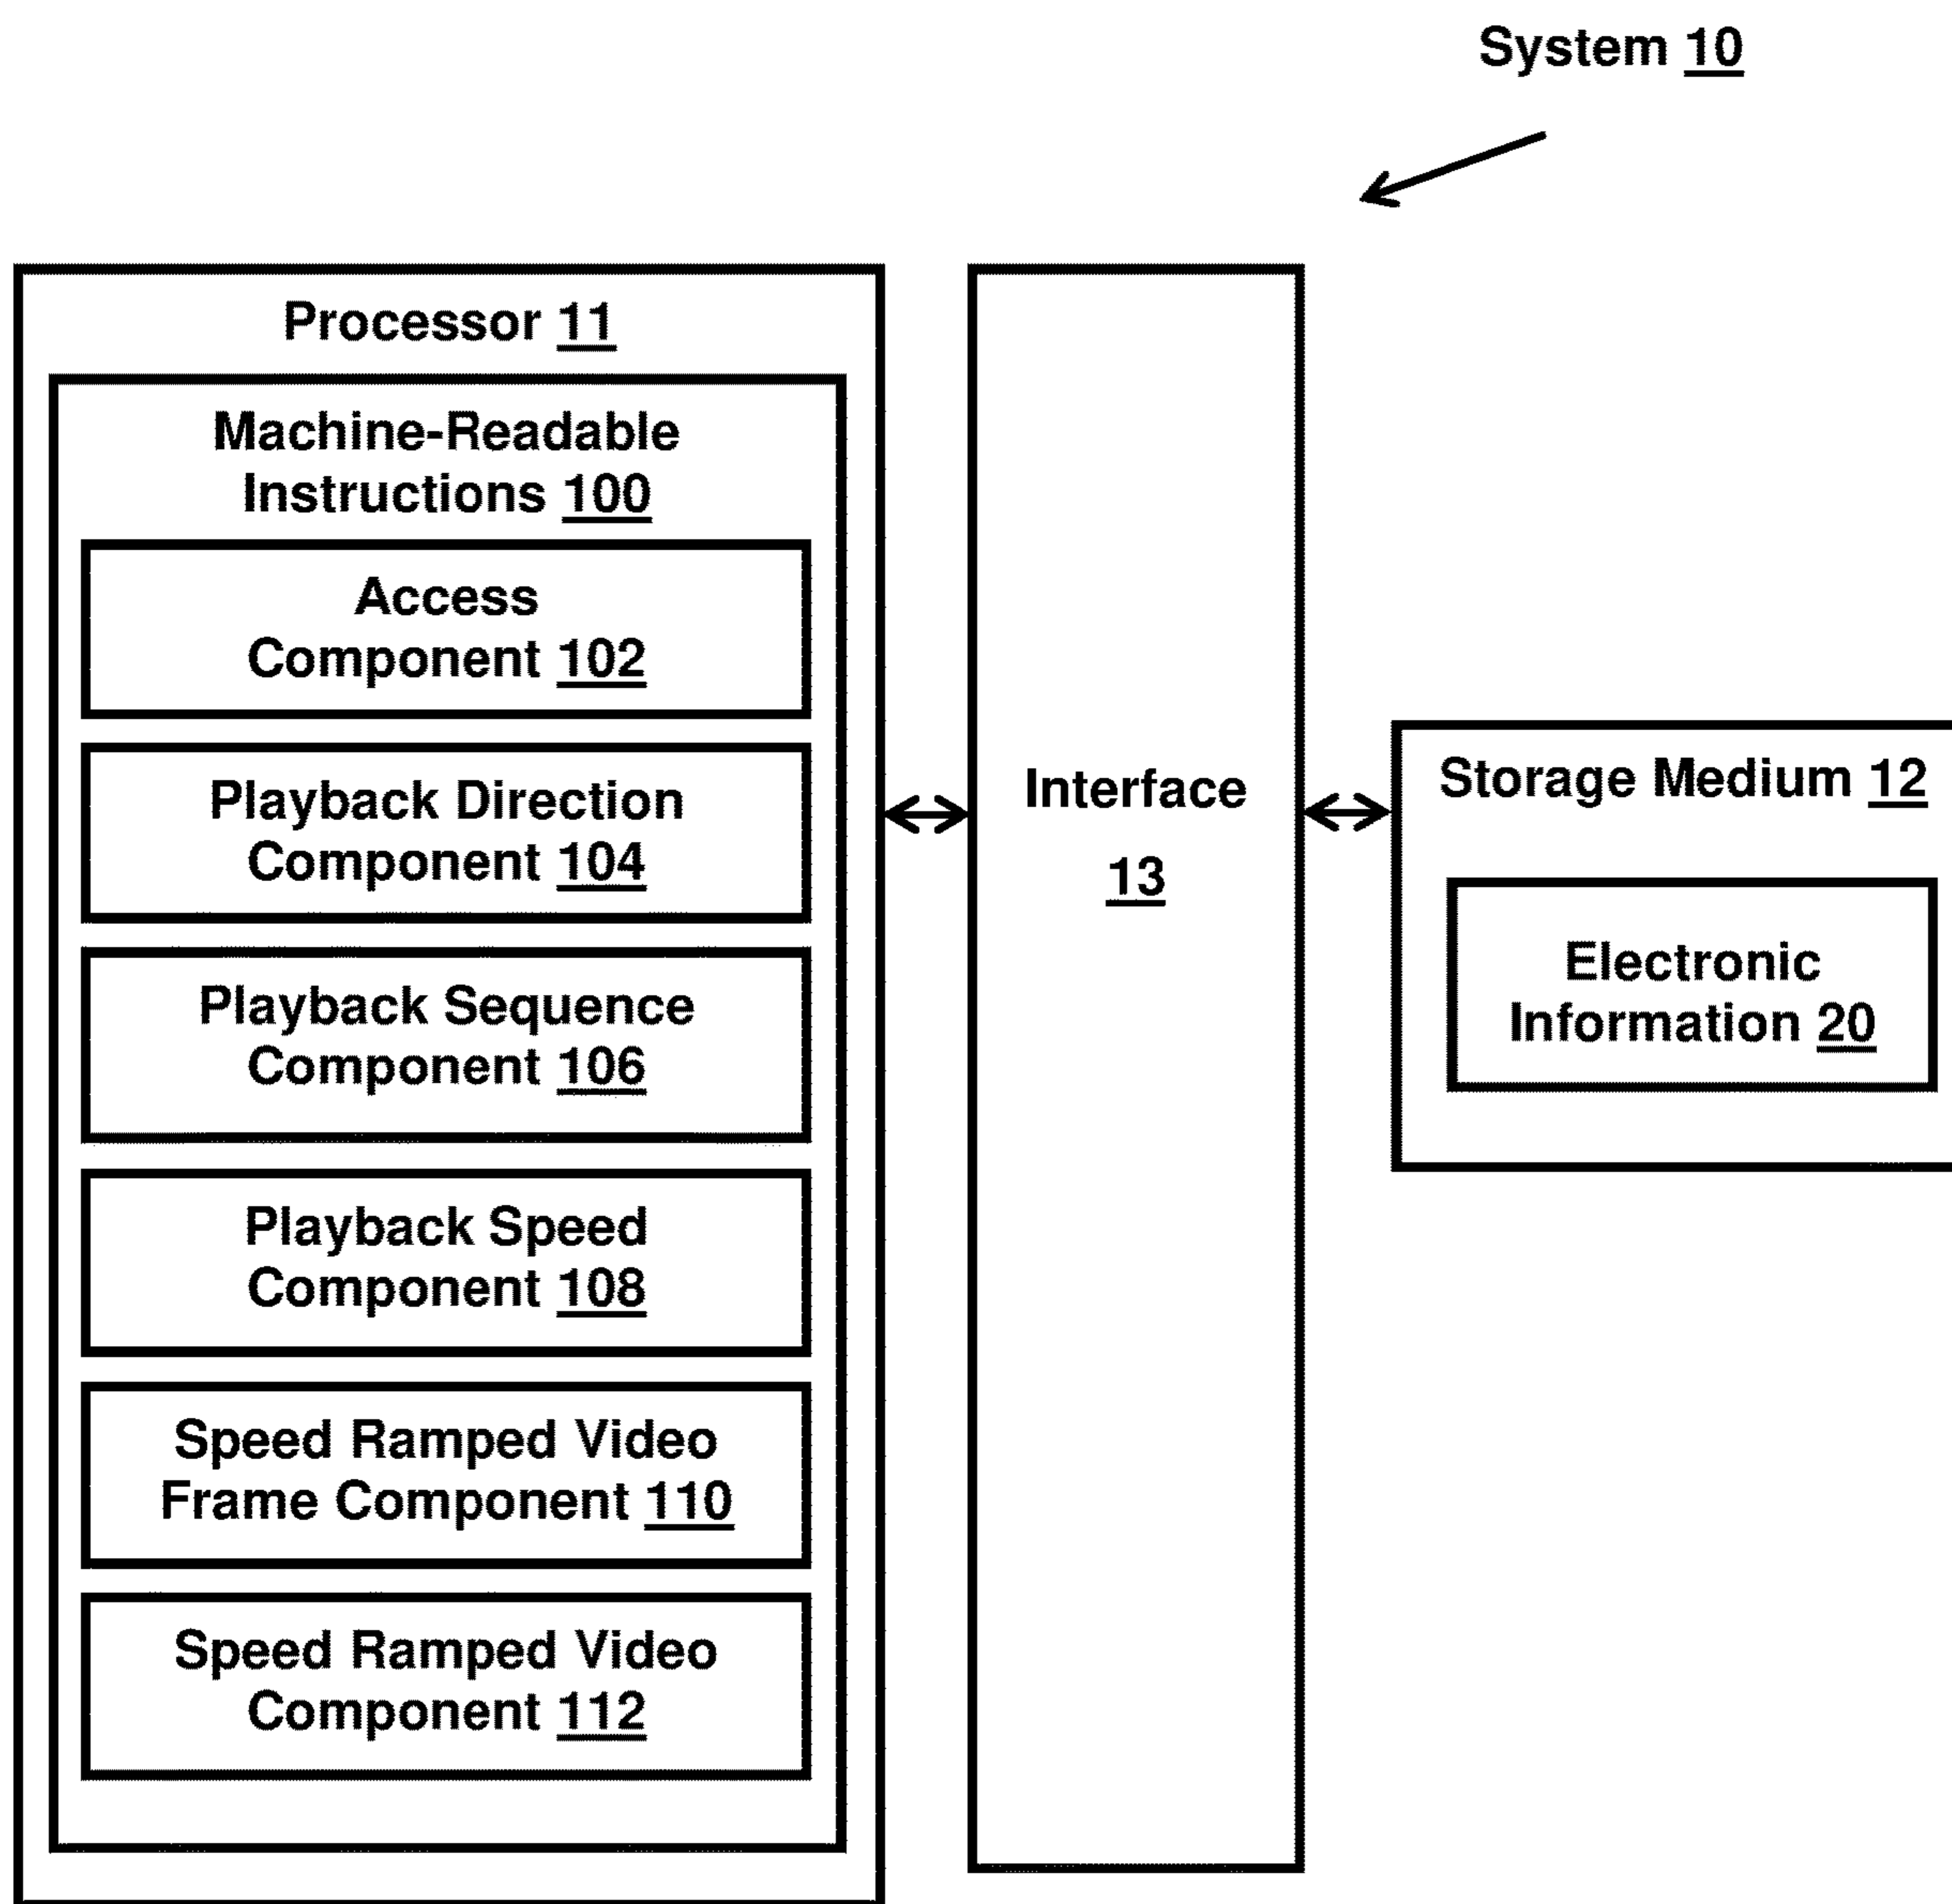 System 10
Processor 11
Machine-Readable
Instructions 100
Access
Component 102
Playback Direction
Component 104
Playback Sequence
Component 106
Playback Speed
Component 108
Speed Ramped Video
Frame Component 110
Speed Ramped Video
Component 112
Interface
13
Storage Medium 12
Electronic
Information 20